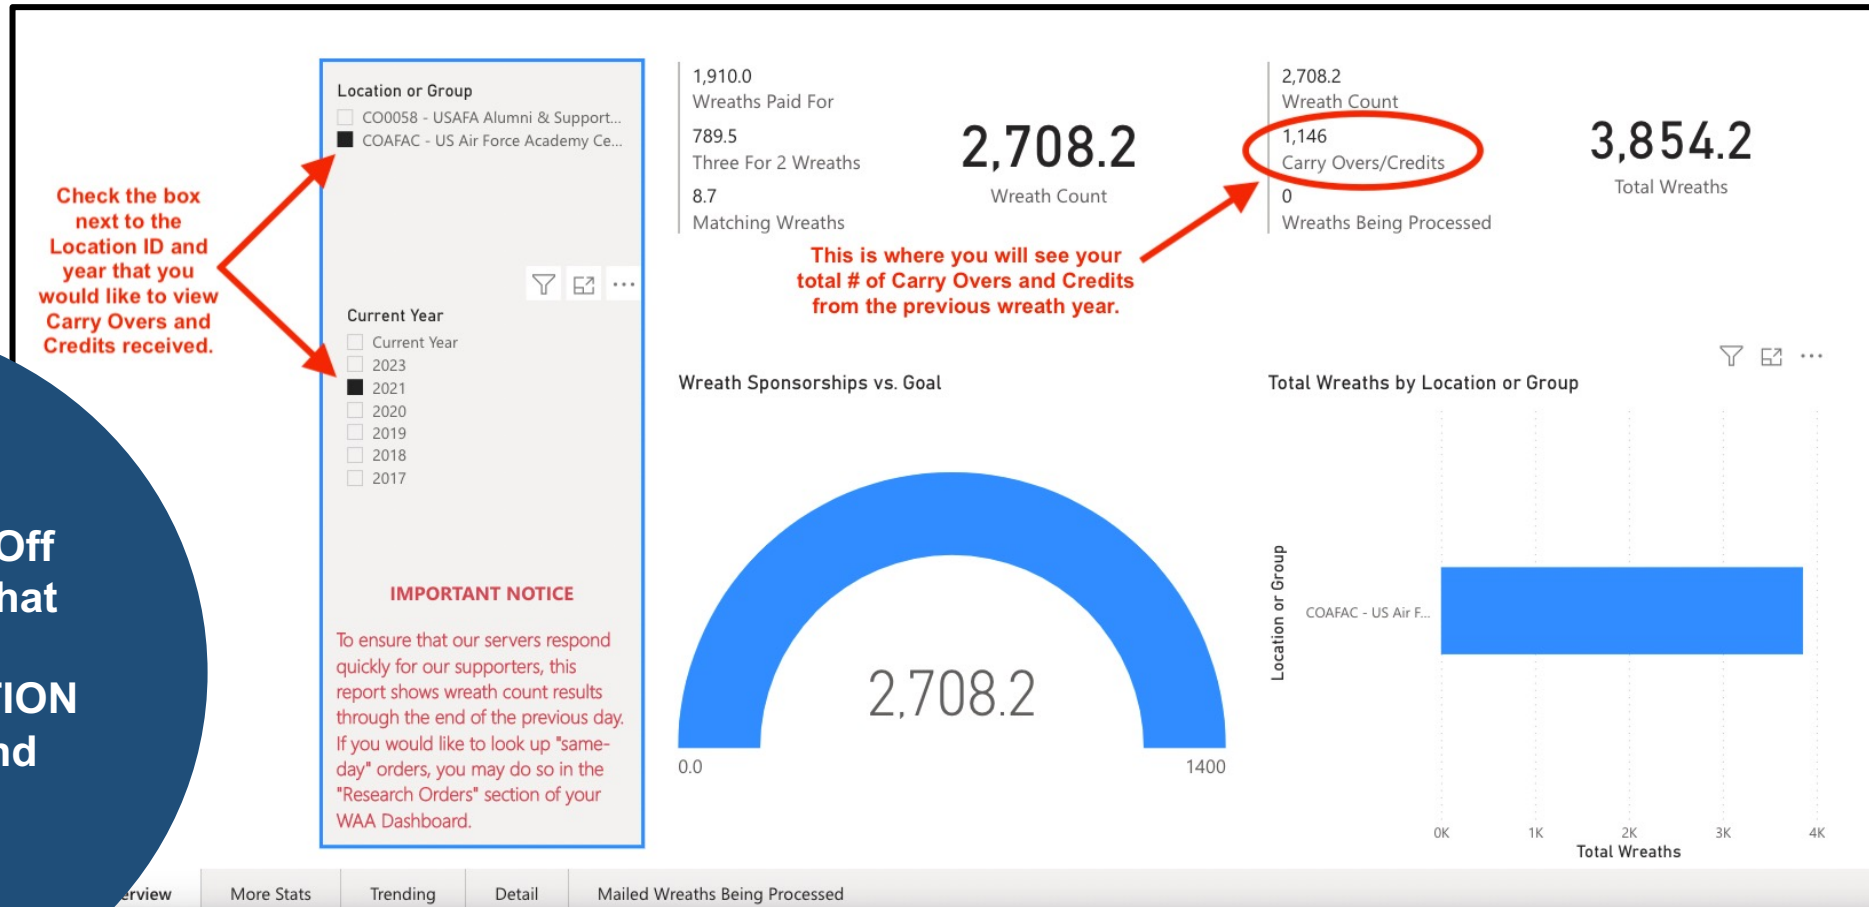 Check the box
next to the
Location ID and
year that you
would like to view
Carry Overs and
Credits received.
Off
TION
Location or Group
CO0058 - USAFA Alumni & Support...
COAFAC - US Air Force Academy Ce...
Current Year
Current Year
2023
2021
2020
2019
2018
2017
IMPORTANT NOTICE
To ensure that our servers respond
quickly for our supporters, this
report shows wreath count results
through the end of the previous day.
If you would like to look up "same-
day" orders, you may do so in the
"Research Orders" section of your
WAA Dashboard.
1,910.0
Wreaths Paid For
789.5
Three For 2 Wreaths
8.7
Matching Wreaths
2,708.2
Wreath Count
2,708.2
Wreath Count
1,146
Carry Overs/Credits
0
Wreaths Being Processed
3,854.2
Total Wreaths
This is where you will see your
total # of Carry Overs and Credits
from the previous wreath year.
Wreath Sponsorships vs. Goal
2,708.2
0.0
1400
Total Wreaths by Location or Group
Location or Group
COAFAC - US Air F...
0K 1K 2K 3K 4K
Total Wreaths
erview More Stats Trending Detail Mailed Wreaths Being Processed